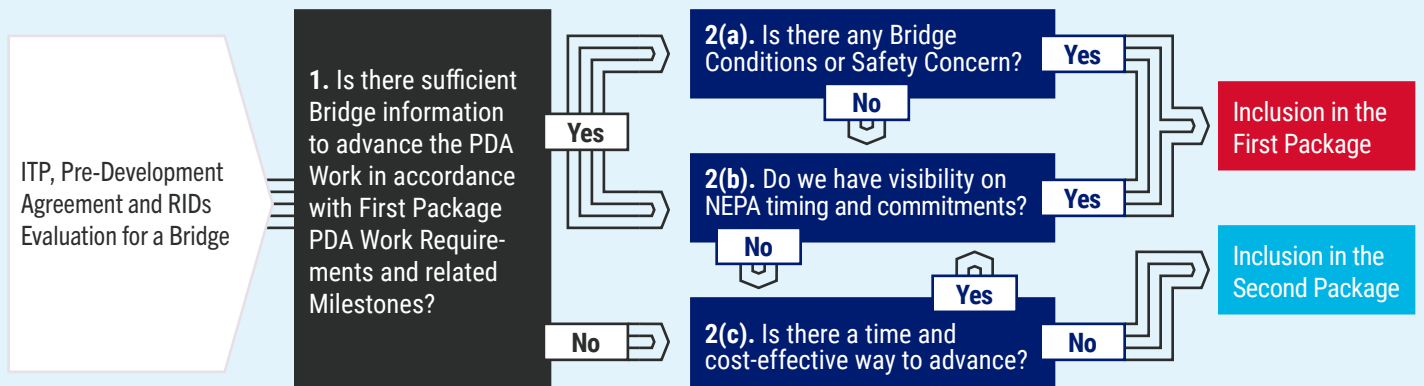 ITP, Pre-Development
Agreement and RIDs
Evaluation for a Bridge
1. Is there sufficient
Bridge information
to advance the PDA
Work in accordance
with First Package
PDA Work Require-
ments and related
Milestones?
Yes
No
2(a). Is there any Bridge
Conditions or Safety Concern?
Yes
No
2(b). Do we have visibility on
NEPA timing and commitments?
Yes
No
Yes
2(c). Is there a time and
cost-effective way to advance?
No
Inclusion in the
First Package
Inclusion in the
Second Package